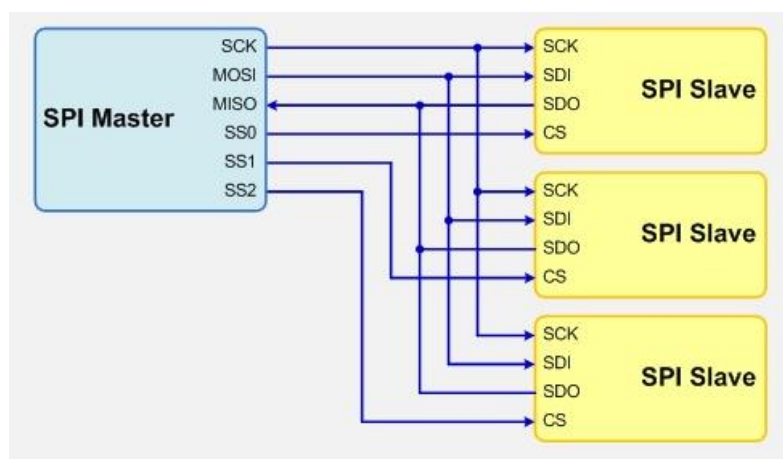 SCK
MOSI
MISO
SS0
SS1
SS2
SPI Master
SCK
SDI
SDO
CS
SPI Slave
SCK
SDI
SDO
CS
SPI Slave
SCK
SDI
SDO
CS
SPI Slave